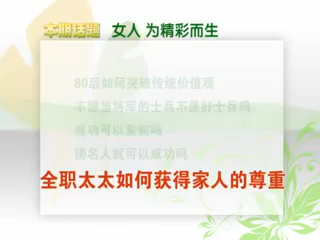 本期话题 女人 为精彩而生
80后如何突破传统价值观
不想当将军的士兵不是好士兵吗
成功可以复制吗
傍名人就可以成功吗
全职太太如何获得家人的尊重